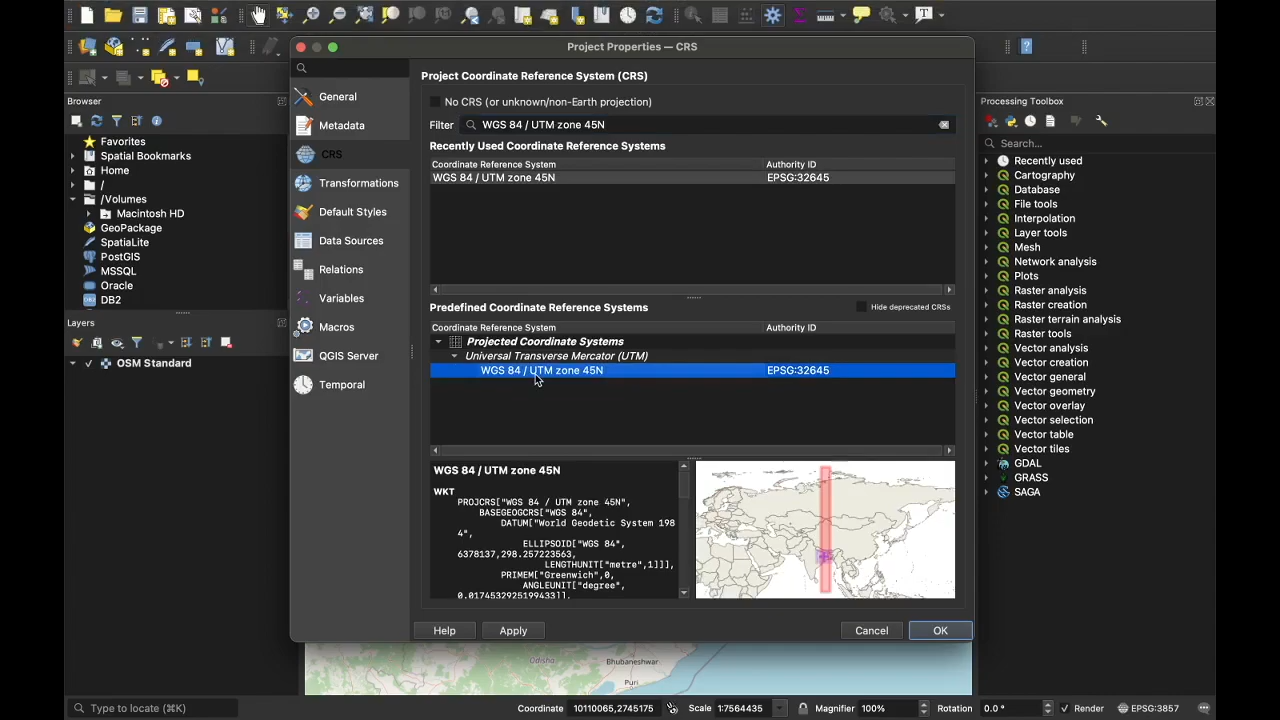 Project Properties — CRS
Browser
Favorites
Spatial Bookmarks
Home
/
/Volumes
Macintosh HD
GeoPackage
SpatiaLite
PostGIS
MSSQL
Oracle
DB2
Layers
OSM Standard
General
Metadata
CRS
Transformations
Default Styles
Data Sources
Relations
Variables
Macros
QGIS Server
Temporal
Project Coordinate Reference System (CRS)
No CRS (or unknown/non-Earth projection)
Filter WGS 84 / UTM zone 45N
Recently Used Coordinate Reference Systems
Coordinate Reference System Authority ID
WGS 84 / UTM zone 45N EPSG:32645
Predefined Coordinate Reference Systems Hide deprecated CRSs
Coordinate Reference System Authority ID
Projected Coordinate Systems
Universal Transverse Mercator (UTM)
WGS 84 / UTM zone 45N EPSG:32645
WGS 84 / UTM zone 45N
WKT
PROJCRS["WGS 84 / UTM zone 45N",
BASEGEOGCRS["WGS 84",
DATUM["World Geodetic System 198
4",
ELLIPSOID["WGS 84",
6378137,298.257223563,
LENGTHUNIT["metre",1]]],
PRIMEM["Greenwich",0,
ANGLEUNIT["degree",
0.0174532925199433]],
Help Apply Cancel OK
Odisha
Bhubaneshwar
Puri
Processing Toolbox
Search...
Recently used
Cartography
Database
File tools
Interpolation
Layer tools
Mesh
Network analysis
Plots
Raster analysis
Raster creation
Raster terrain analysis
Raster tools
Vector analysis
Vector creation
Vector general
Vector geometry
Vector overlay
Vector selection
Vector table
Vector tiles
GDAL
GRASS
SAGA
Type to locate (⌘K) Coordinate 10110065,2745175 Scale 1:7564435 Magnifier 100% Rotation 0.0 ° Render EPSG:3857